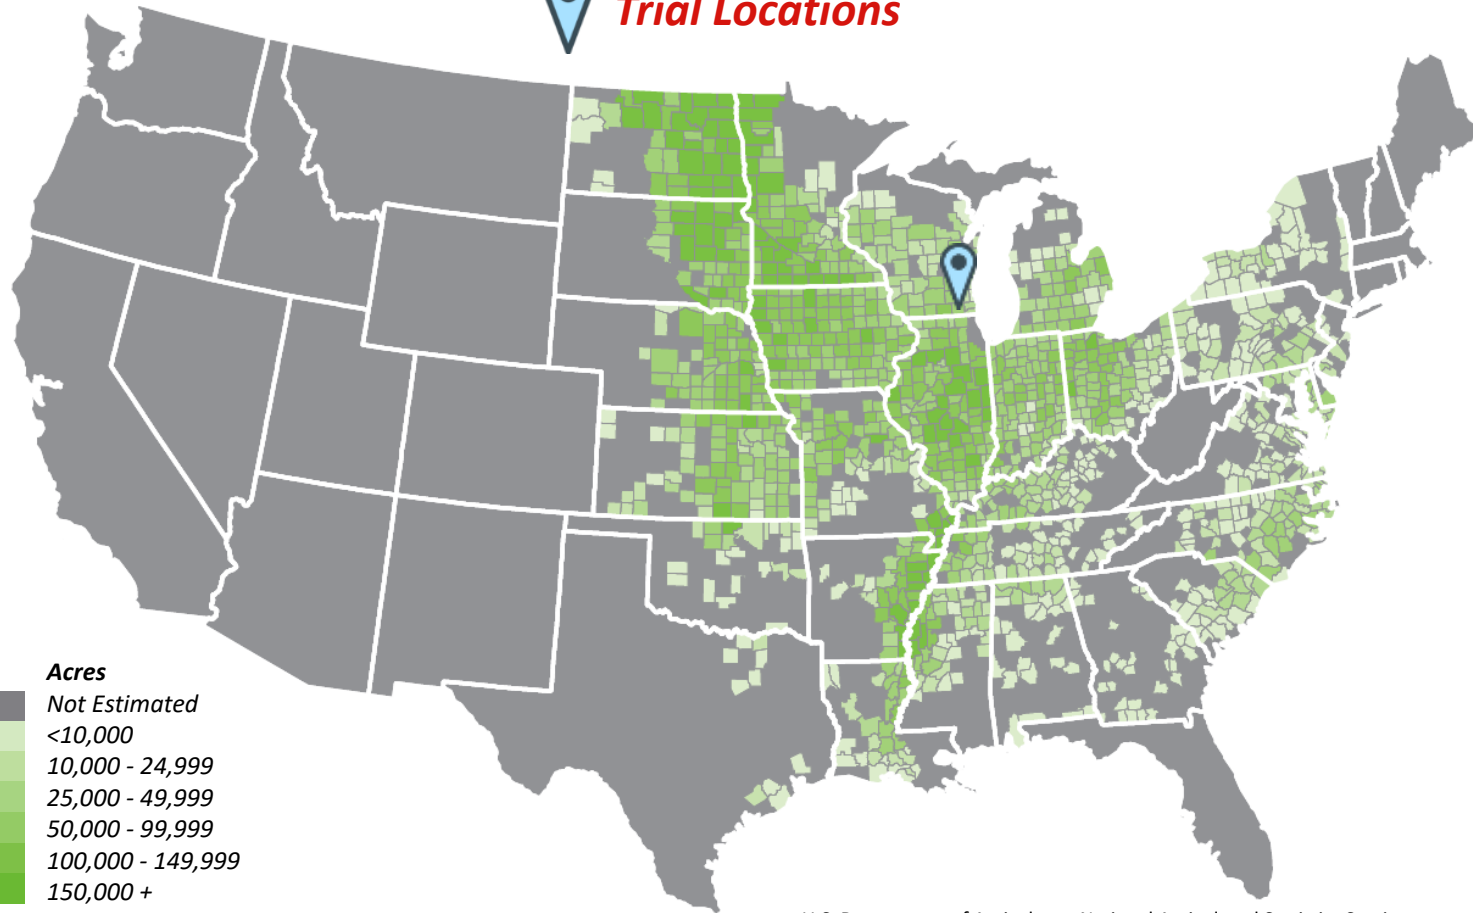 Trial Locations
Acres
Not Estimated
<10,000
10,000 - 24,999
25,000 - 49,999
50,000 - 99,999
100,000 - 149,999
150,000 +